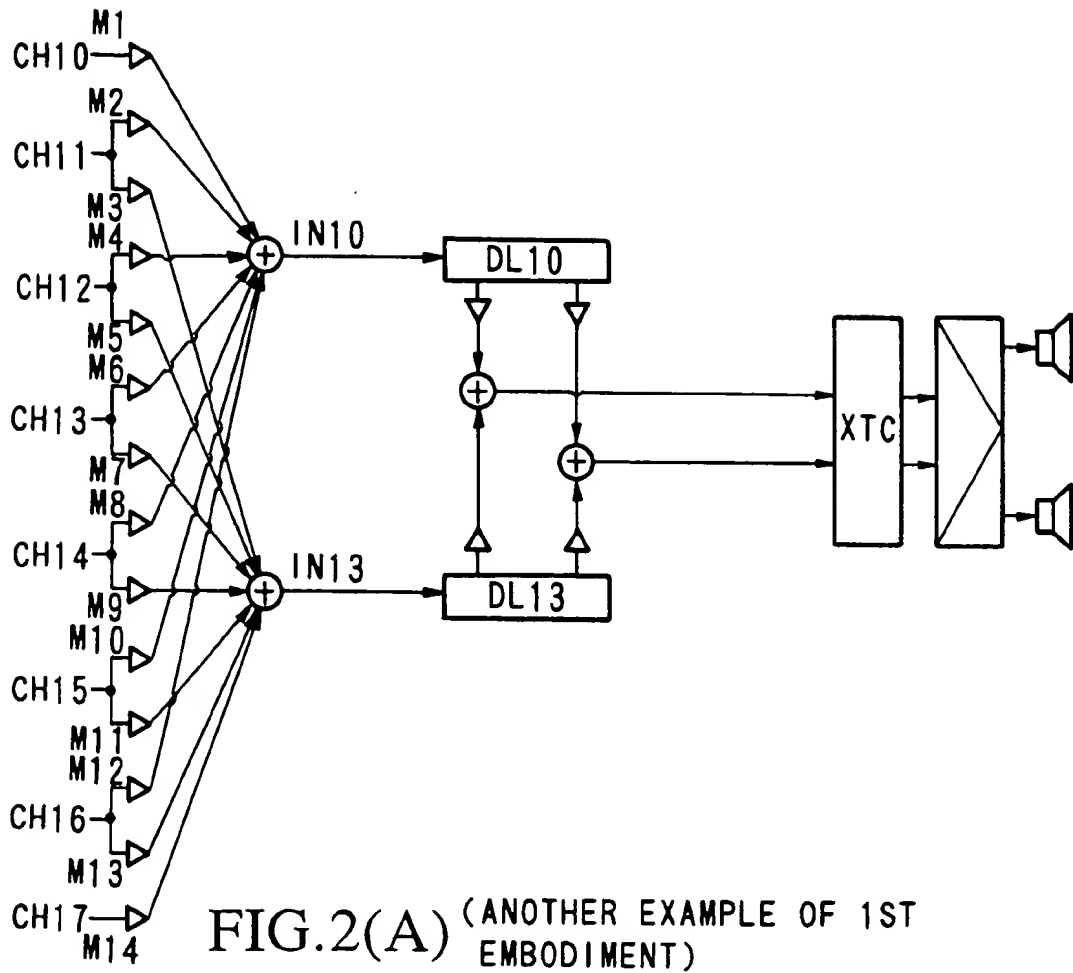 M1
CH10
M2
CH11
M3
M4
IN10
DL10
CH12
M5
M6
CH13
XTC
M7
M8
CH14
IN13
DL13
M9
M10
CH15
M11
M12
CH16
M13
CH17
M14
FIG.2(A) (ANOTHER EXAMPLE OF 1ST
EMBODIMENT)